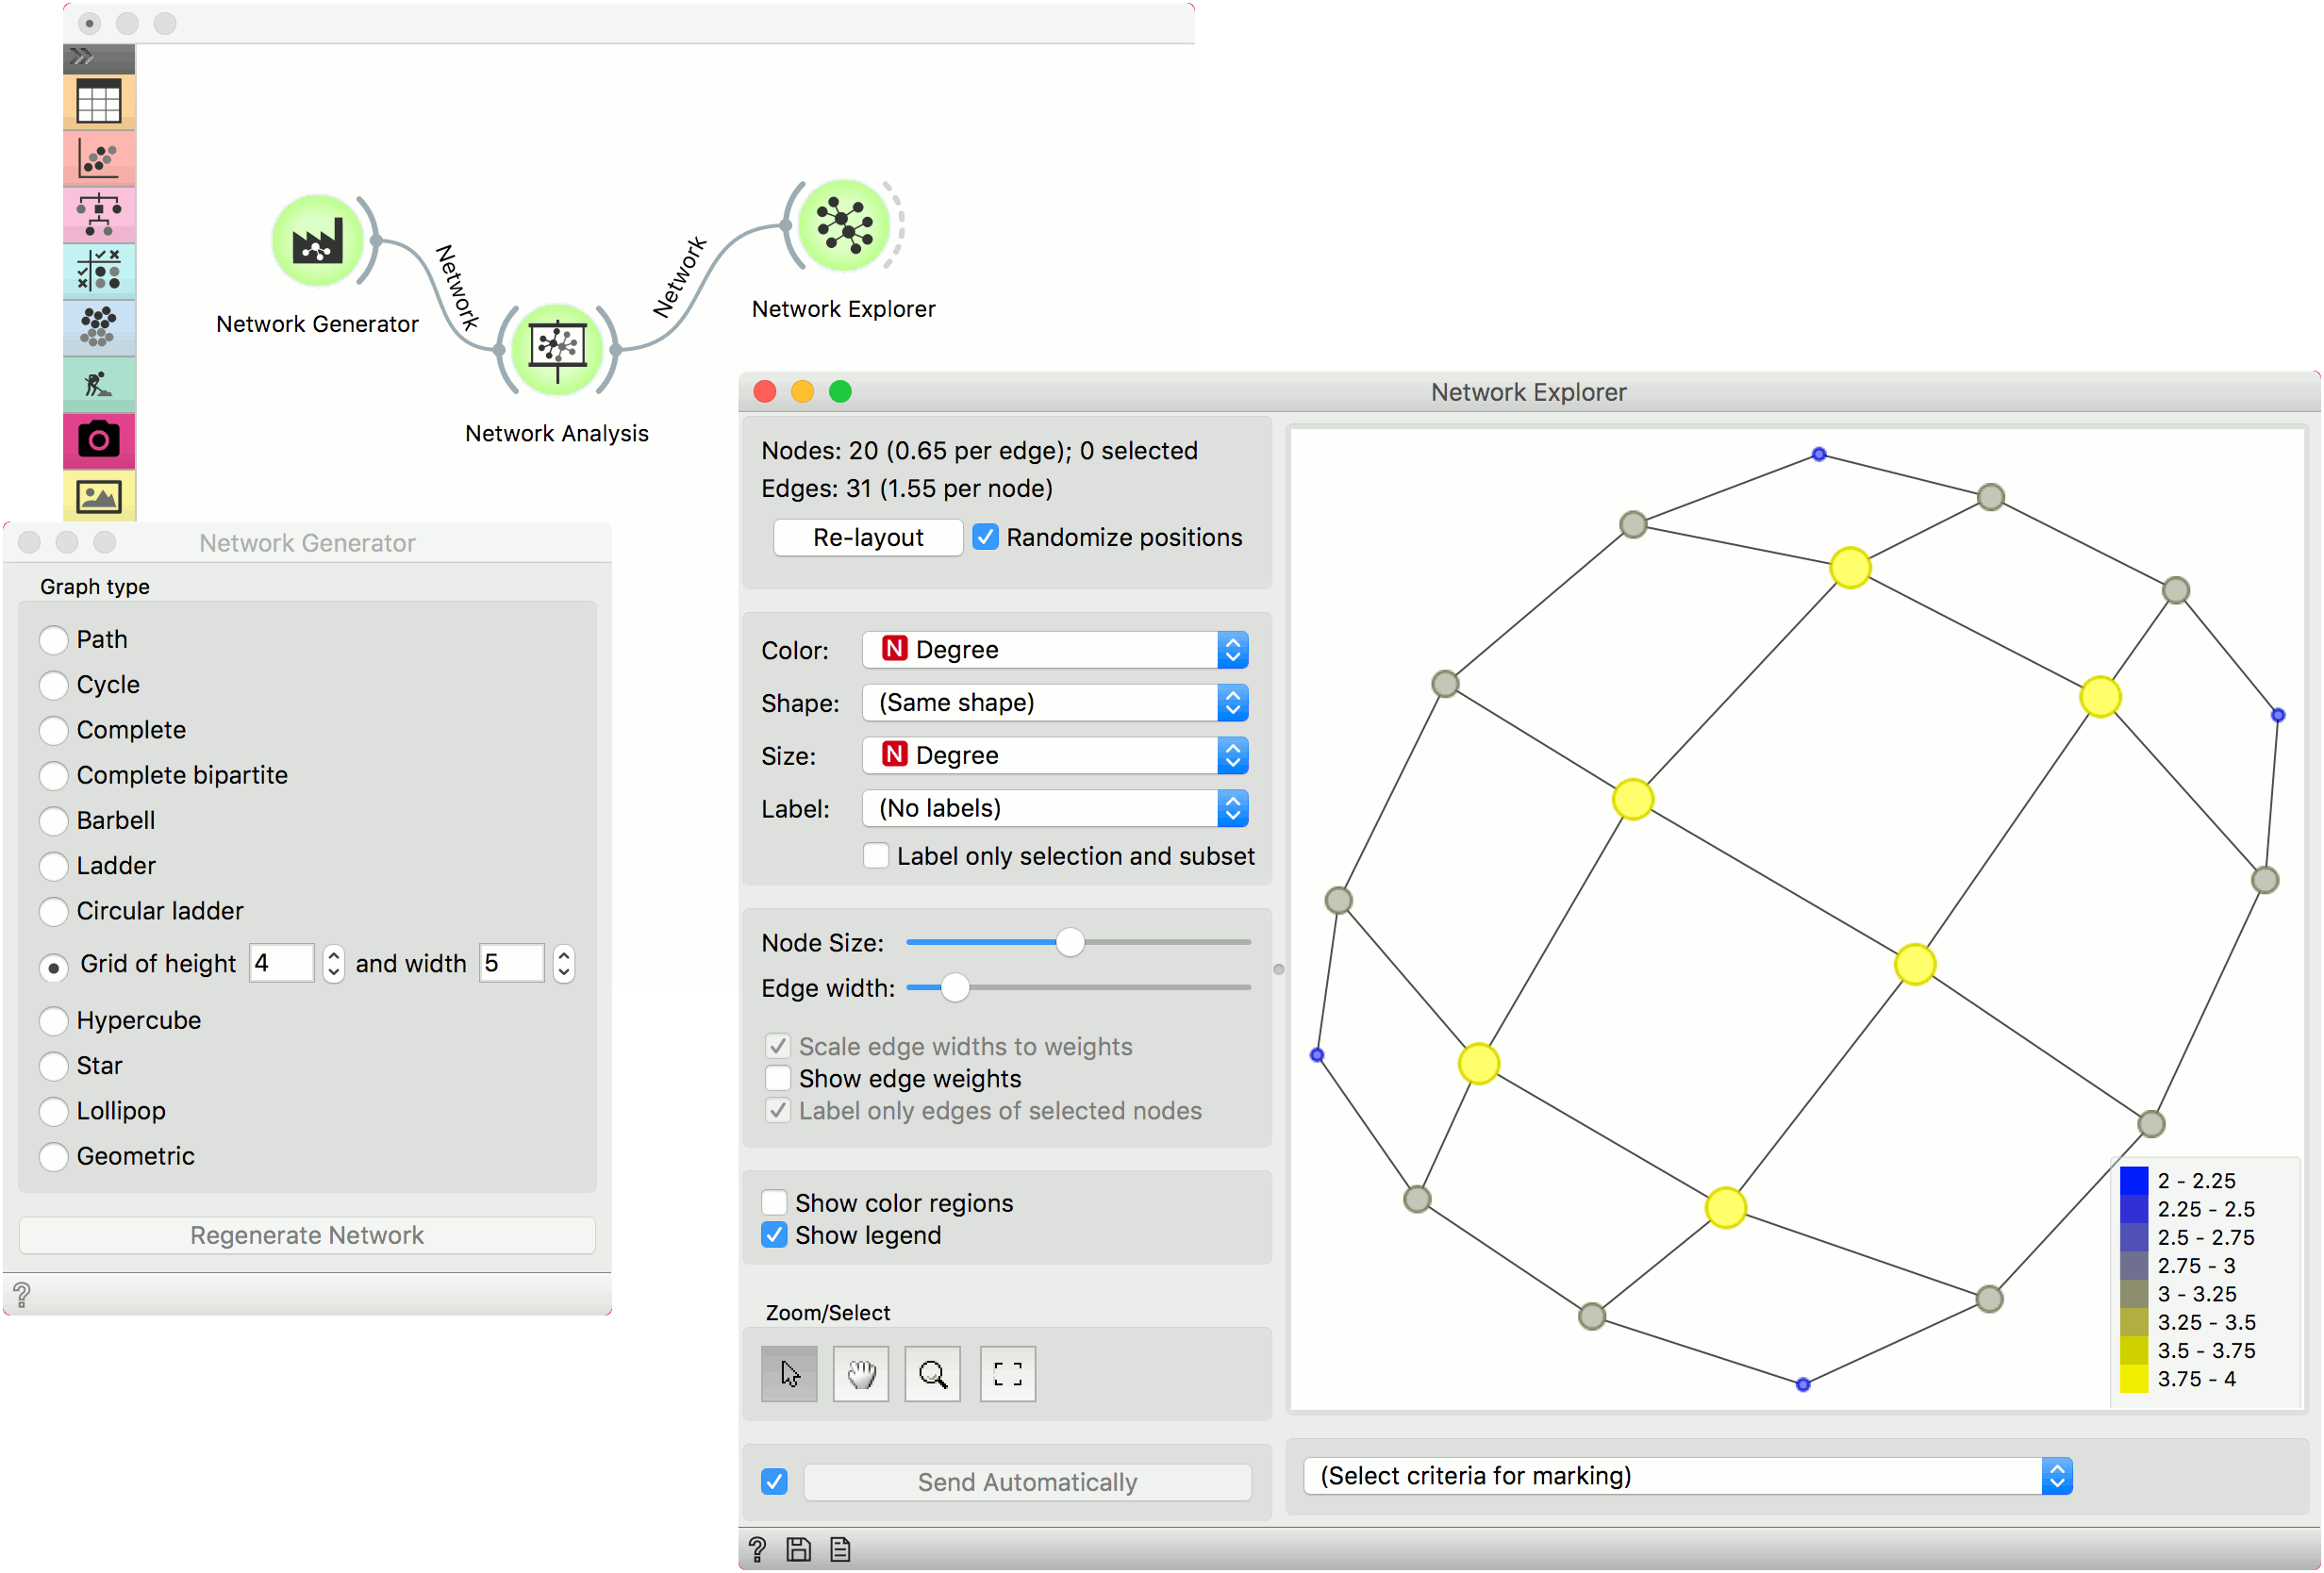 Network
Network
Network Generator
Network Explorer
Network Analysis
Network Generator
Graph type
Path
Cycle
Complete
Complete bipartite
Barbell
Ladder
Circular ladder
Grid of height 4 and width 5
Hypercube
Star
Lollipop
Geometric
Regenerate Network
?
Network Explorer
Nodes: 20 (0.65 per edge); 0 selected
Edges: 31 (1.55 per node)
Re-layout Randomize positions
Color: N Degree
Shape: (Same shape)
Size: N Degree
Label: (No labels)
Label only selection and subset
Node Size:
Edge width:
Scale edge widths to weights
Show edge weights
Label only edges of selected nodes
Show color regions
Show legend
Zoom/Select
Send Automatically
2 - 2.25
2.25 - 2.5
2.5 - 2.75
2.75 - 3
3 - 3.25
3.25 - 3.5
3.5 - 3.75
3.75 - 4
(Select criteria for marking)
?